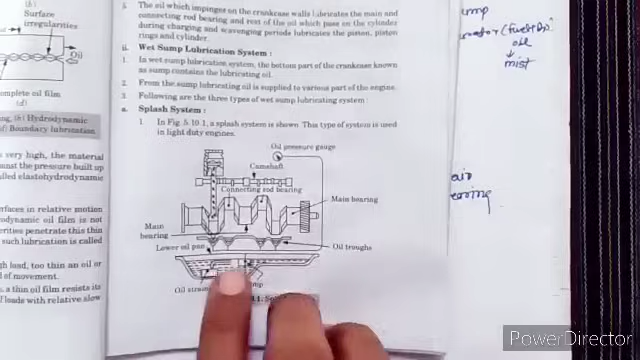 (b)
Surface
irregularities
Oil
omplete oil film
(d)
ng, (b) Hydrodynamic
Boundary lubrication.
s very high, the material
the pressure built up
elastohydrodynamic
rfaces in relative motion
rodynamic oil film is not
erities penetrate this thin
such lubrication is called
gh load, too thin an oil or
of movement.
a thin oil film resists its
loads with relative slow
The oil which impinges on the crankcase walls lubricates the main and
connecting rod bearing and rest of the oil which pass on the cylinder
during charging and scavenging periods lubricates the piston, piston
rings and cylinder.
ii. Wet Sump Lubrication System :
1. In wet sump lubrication system, the bottom part of the crankcase known
as sump contains the lubricating oil.
2. From the sump lubricating oil is supplied to various part of the engine.
3. Following are the three types of wet sump lubricating system :
a. Splash System :
1. In Fig. 5.10.1, a splash system is shown. This type of system is used
in light duty engines.
Oil pressure gauge
Camshaft
Connecting rod bearing
Main bearing
Main
bearing
Lower oil pan
Oil troughs
Oil
mist
PowerDirector